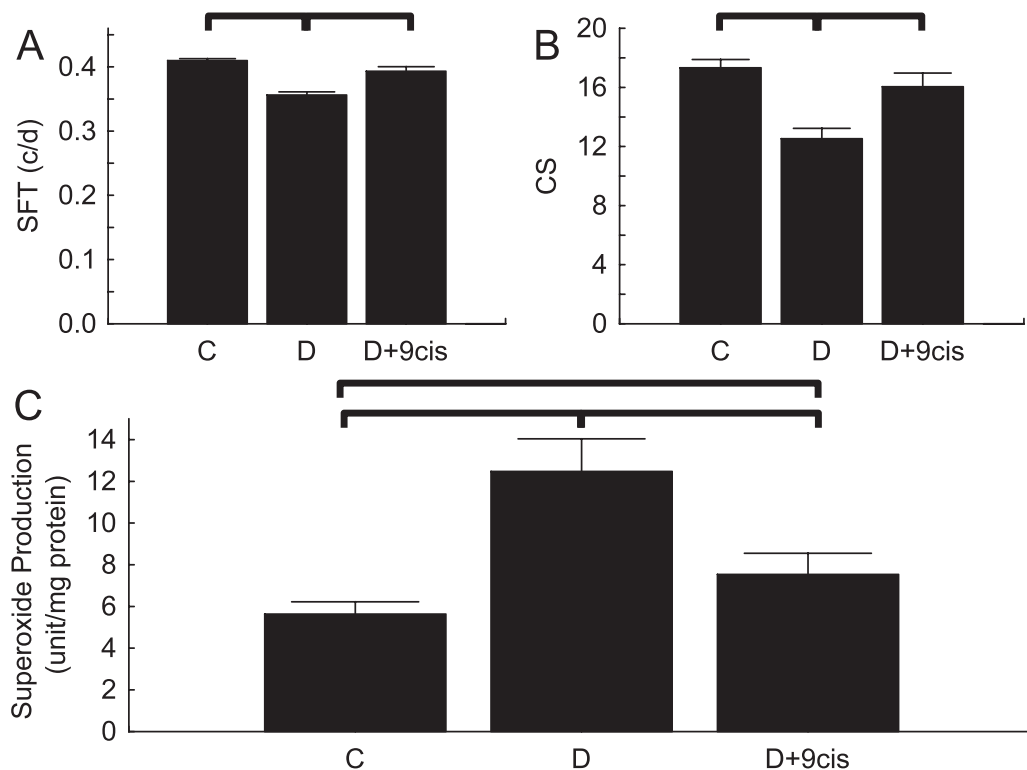 A
SFT (c/d)
0.4
0.3
0.2
0.1
0.0
C D D+9cis
B
CS
20
16
12
8
4
0
C D D+9cis
C
Superoxide Production
(unit/mg protein)
14
12
10
8
6
4
2
0
C D D+9cis